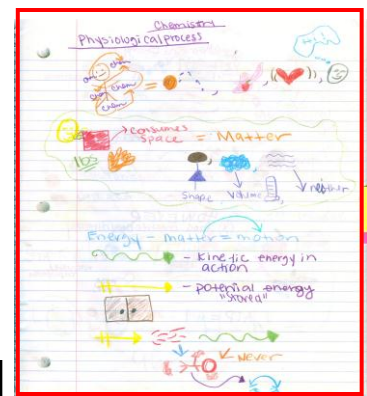 Chemistry
Physiological process
chem
chem
chem
=
consumes
space = Matter
lbs
Shape
Volume
neither
Energy - matter = motion
- Kinetic energy in
action
- potential energy
"stored"
Never